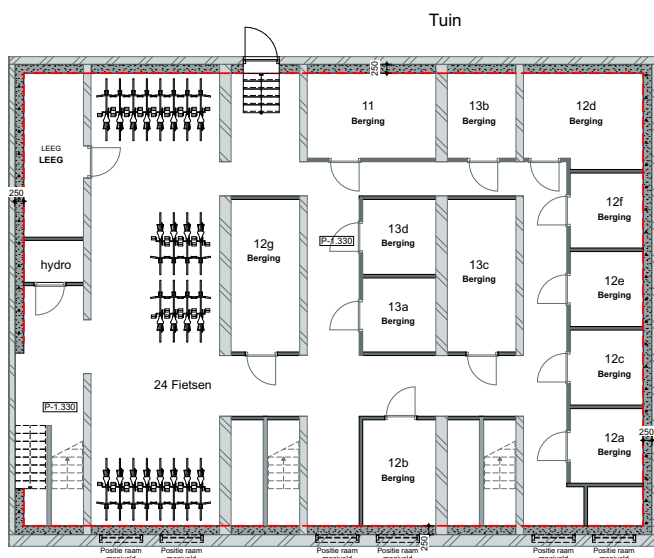 Tuin
250
11
Berging
13b
Berging
12d
Berging
LEEG
LEEG
250
12f
Berging
12g
Berging
P-1.330
13d
Berging
13c
Berging
hydro
12e
Berging
13a
Berging
12c
Berging
24 Fietsen
P-1.330
12a
Berging
250
12b
Berging
250
Positie raam
Positie raam
Positie raam
Positie raam
Positie raam
Positie raam